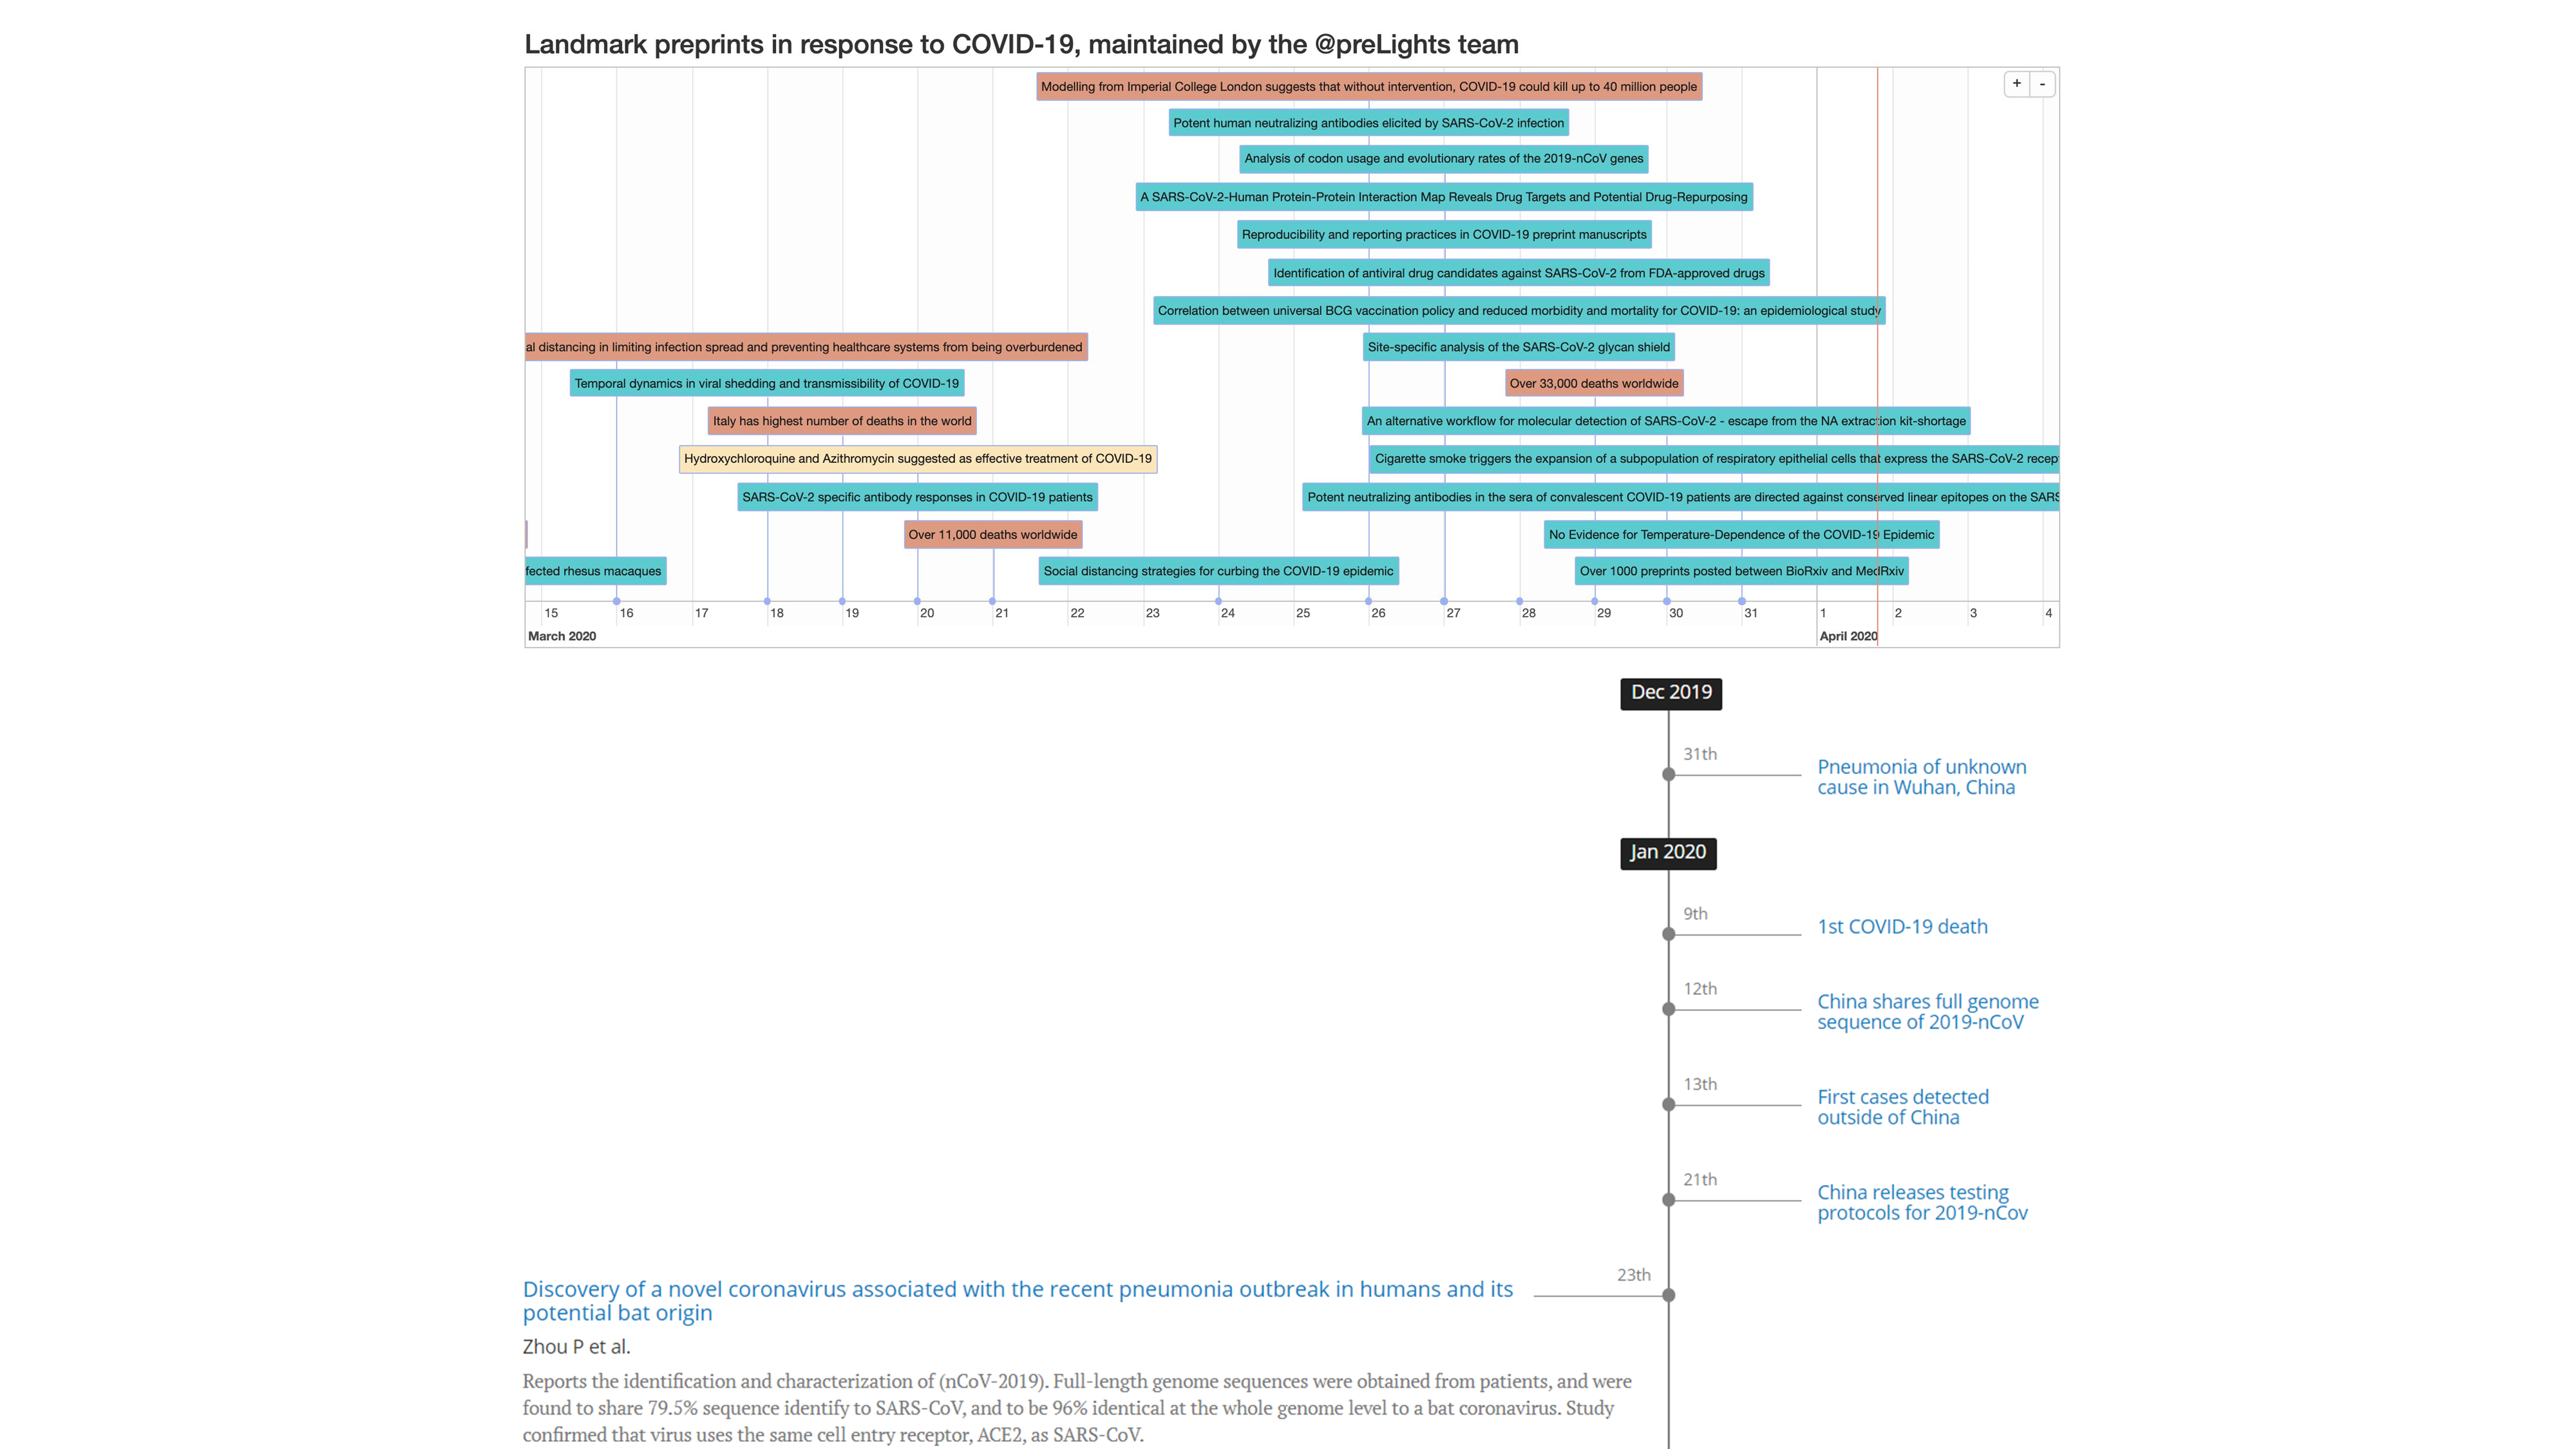 Landmark preprints in response to COVID-19, maintained by the @preLights team
Modelling from Imperial College London suggests that without intervention, COVID-19 could kill up to 40 million people
+ -
Potent human neutralizing antibodies elicited by SARS-CoV-2 infection
Analysis of codon usage and evolutionary rates of the 2019-nCoV genes
A SARS-CoV-2-Human Protein-Protein Interaction Map Reveals Drug Targets and Potential Drug-Repurposing
Reproducibility and reporting practices in COVID-19 preprint manuscripts
Identification of antiviral drug candidates against SARS-CoV-2 from FDA-approved drugs
Correlation between universal BCG vaccination policy and reduced morbidity and mortality for COVID-19: an epidemiological study
al distancing in limiting infection spread and preventing healthcare systems from being overburdened
Site-specific analysis of the SARS-CoV-2 glycan shield
Temporal dynamics in viral shedding and transmissibility of COVID-19
Over 33,000 deaths worldwide
Italy has highest number of deaths in the world
An alternative workflow for molecular detection of SARS-CoV-2 - escape from the NA extraction kit-shortage
Hydroxychloroquine and Azithromycin suggested as effective treatment of COVID-19
Cigarette smoke triggers the expansion of a subpopulation of respiratory epithelial cells that express the SARS-CoV-2 recep
SARS-CoV-2 specific antibody responses in COVID-19 patients
Potent neutralizing antibodies in the sera of convalescent COVID-19 patients are directed against conserved linear epitopes on the SARS
Over 11,000 deaths worldwide
No Evidence for Temperature-Dependence of the COVID-19 Epidemic
fected rhesus macaques
Social distancing strategies for curbing the COVID-19 epidemic
Over 1000 preprints posted between BioRxiv and MedRxiv
15 16 17 18 19 20 21 22 23 24 25 26 27 28 29 30 31 1 2 3 4
March 2020 April 2020
Dec 2019
31th
Pneumonia of unknown
cause in Wuhan, China
Jan 2020
9th
1st COVID-19 death
12th
China shares full genome
sequence of 2019-nCoV
13th
First cases detected
outside of China
21th
China releases testing
protocols for 2019-nCov
23th
Discovery of a novel coronavirus associated with the recent pneumonia outbreak in humans and its
potential bat origin
Zhou P et al.
Reports the identification and characterization of (nCoV-2019). Full-length genome sequences were obtained from patients, and were
found to share 79.5% sequence identify to SARS-CoV, and to be 96% identical at the whole genome level to a bat coronavirus. Study
confirmed that virus uses the same cell entry receptor, ACE2, as SARS-CoV.